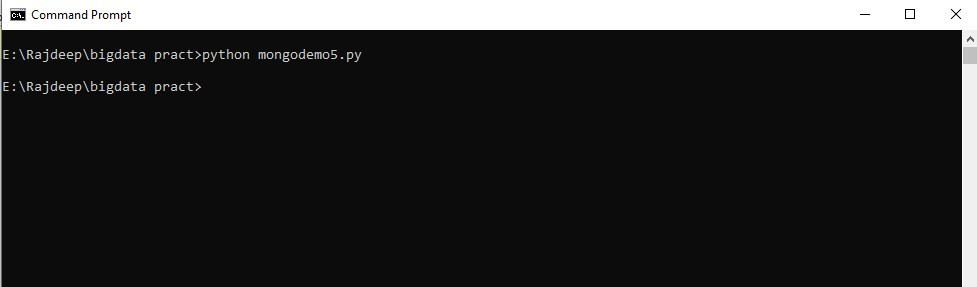 Command Prompt
E:\Rajdeep\bigdata pract>python mongodemo5.py
E:\Rajdeep\bigdata pract>